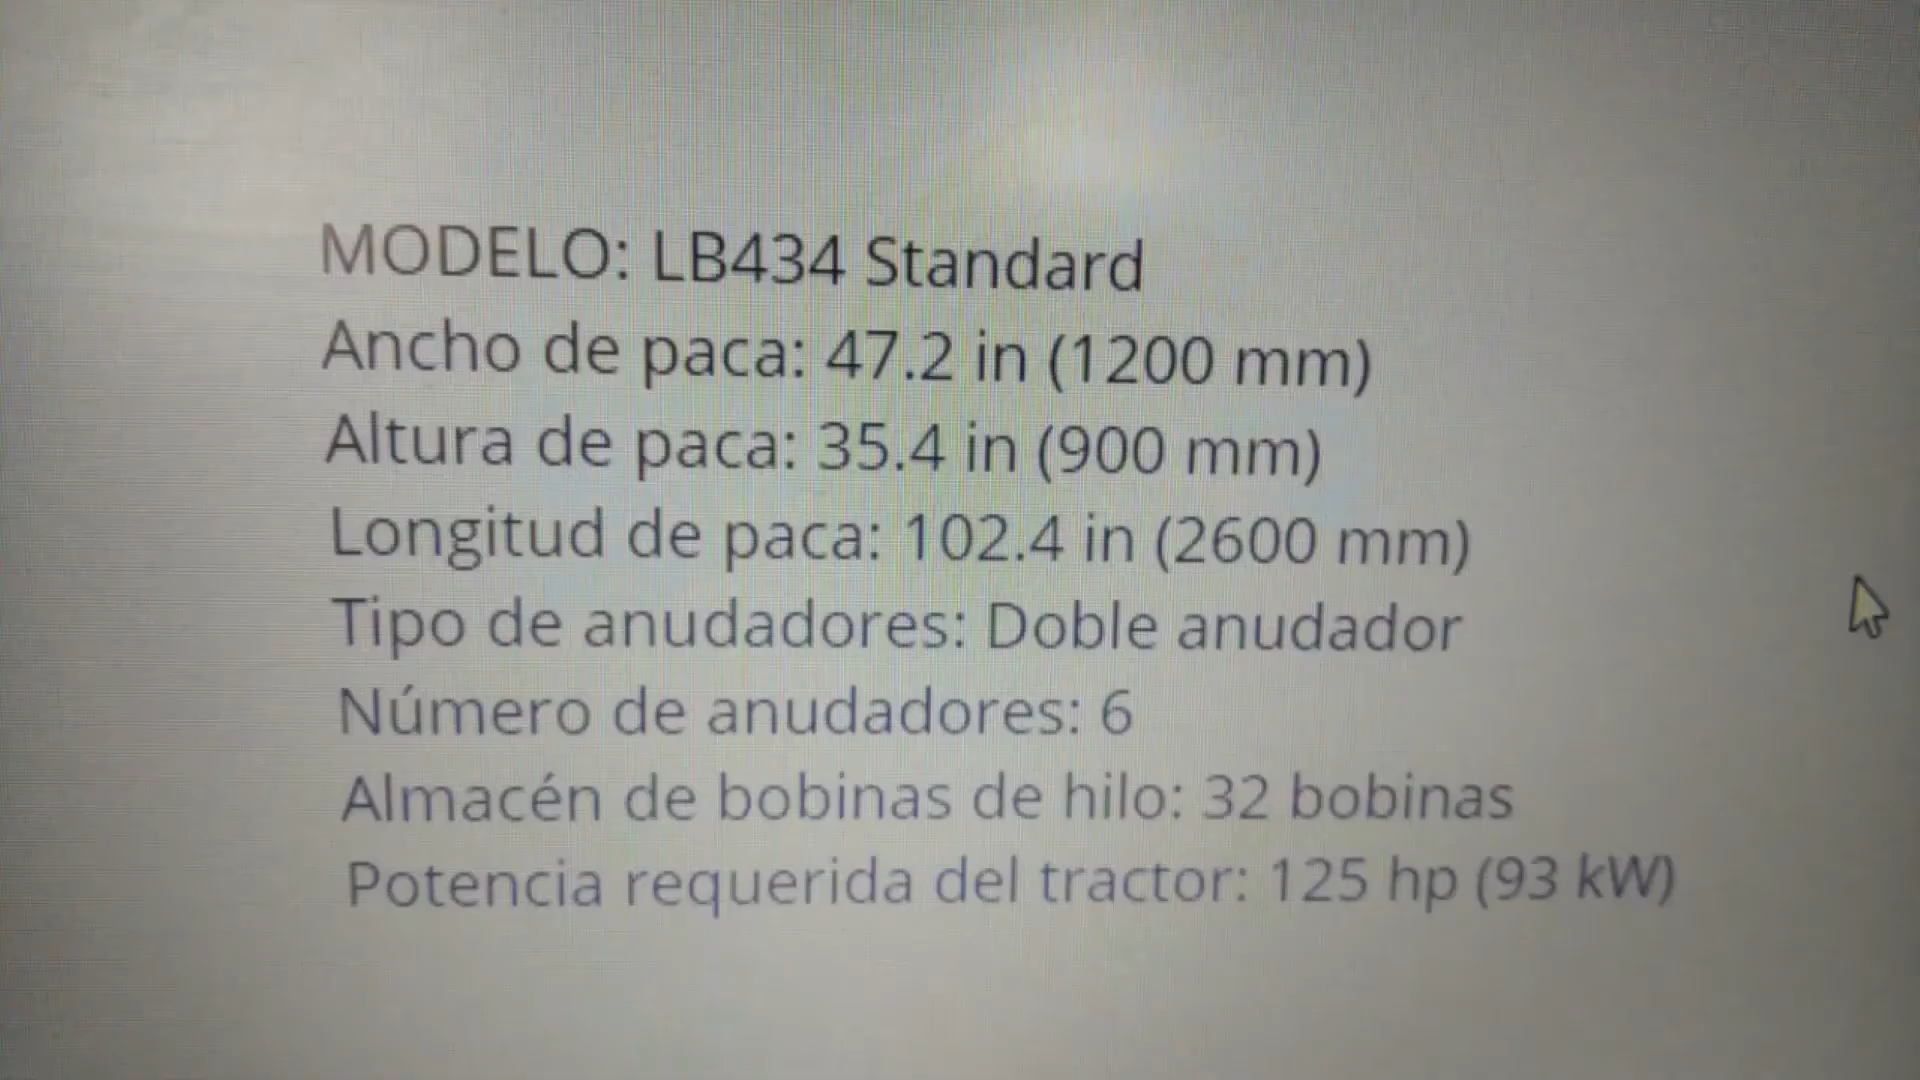 MODELO: LB434 Standard
Ancho de paca: 47.2 in (1200 mm)
Altura de paca: 35.4 in (900 mm)
Longitud de paca: 102.4 in (2600 mm)
Tipo de anudadores: Doble anudador
Número de anudadores: 6
Almacén de bobinas de hilo: 32 bobinas
Potencia requerida del tractor: 125 hp (93 kW)